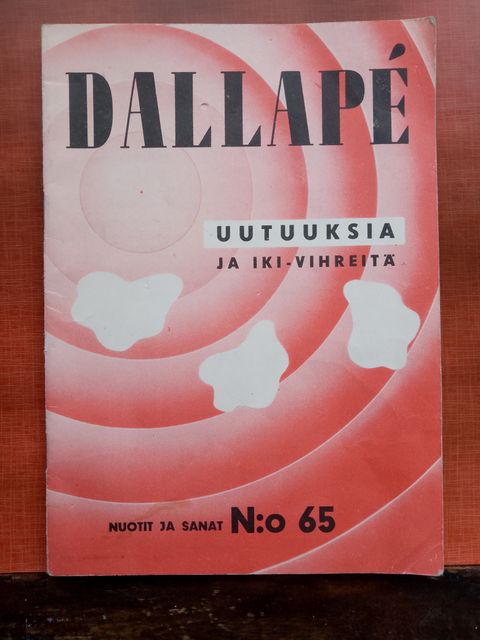 DALLAPÉ
UUTUUKSIA
JA IKI-VIHREITÄ
NUOTIT JA SANAT N:o 65